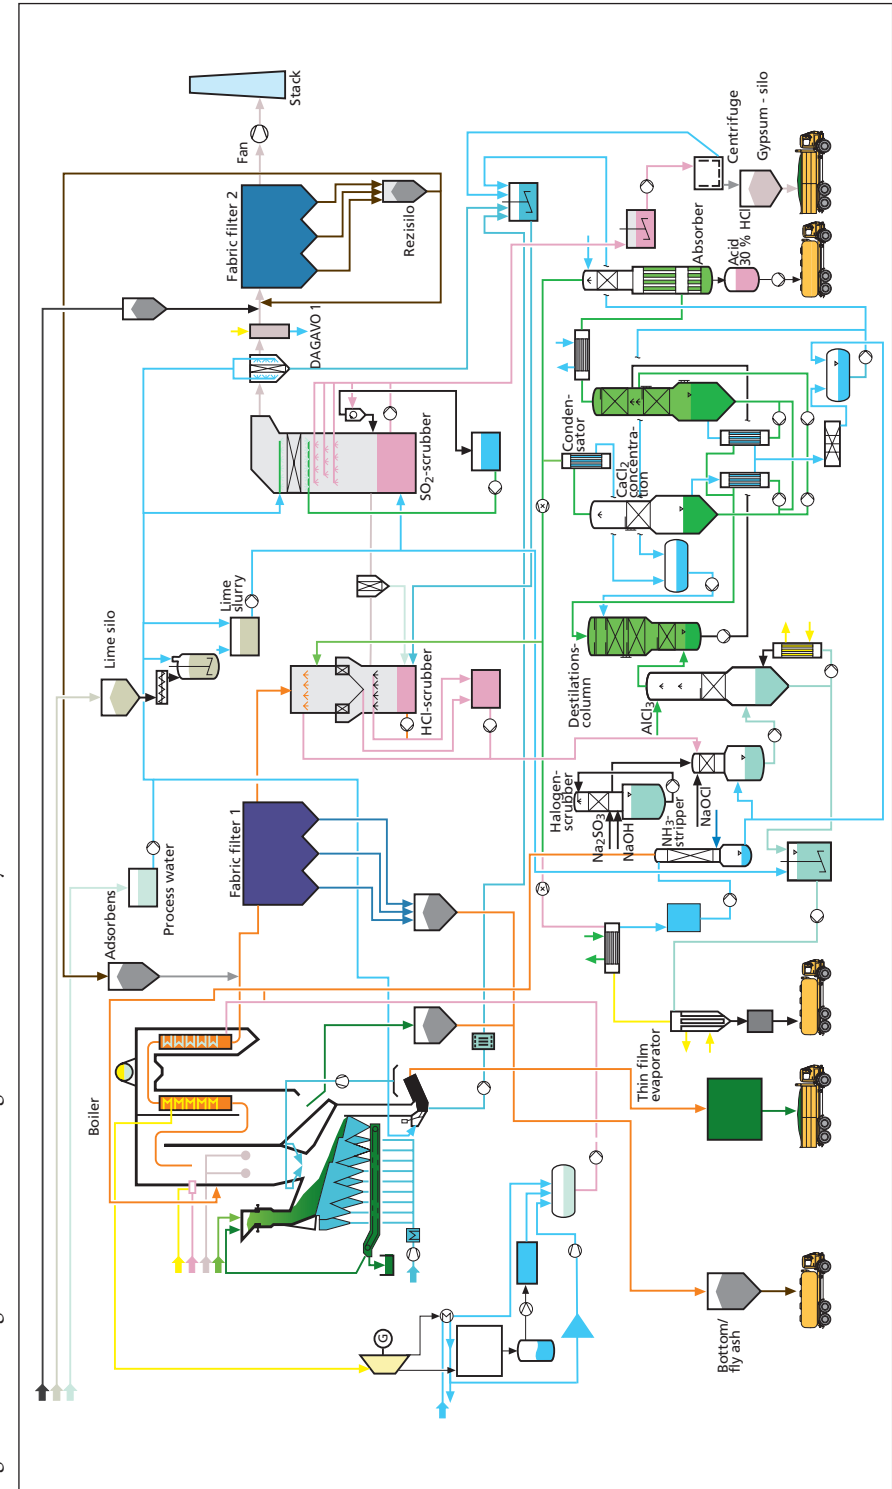 Stack
Fan
Fabric filter 2
Rezisilo
DAGAVO 1
SO2-scrubber
Centrifuge
Gypsum - silo
Absorber
Acid
30 % HCl
Conden-
sator
CaCl2
concentra-
tion
Lime silo
Lime
slurry
HCl-scrubber
Destilations-
column
AlCl3
Halogen-
scrubber
Na2SO3
NaOH
NH3-
stripper
NaOCl
Fabric filter 1
Process water
Adsorbens
Boiler
Thin film
evaporator
G
Bottom/
fly ash